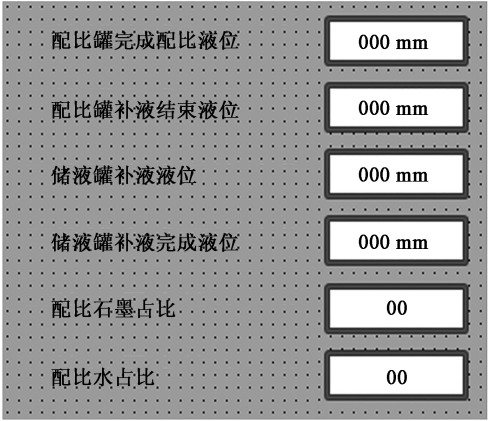 配比罐完成配比液位 000 mm
配比罐补液结束液位 000 mm
储液罐补液液位 000 mm
储液罐补液完成液位 000 mm
配比石墨占比 00
配比水占比 00